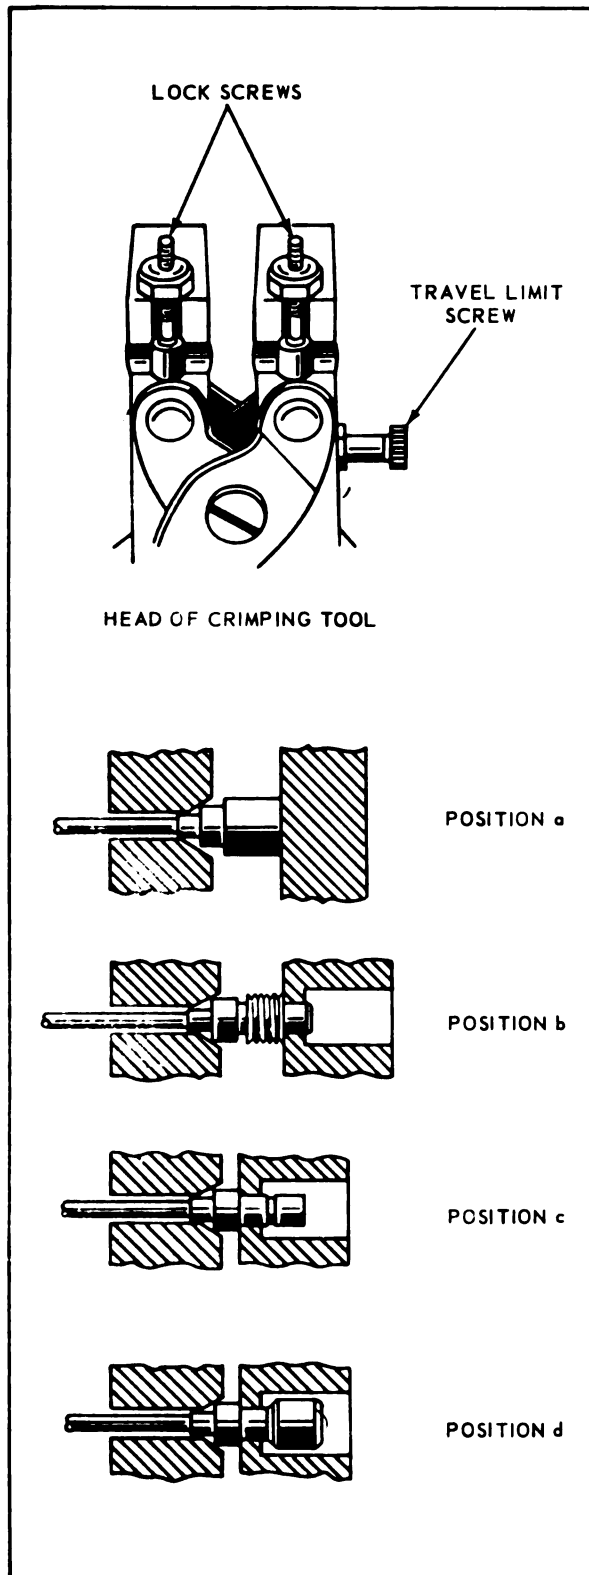 LOCK SCREWS
TRAVEL LIMIT
SCREW
HEAD OF CRIMPING TOOL
POSITION a
POSITION b
POSITION c
POSITION d